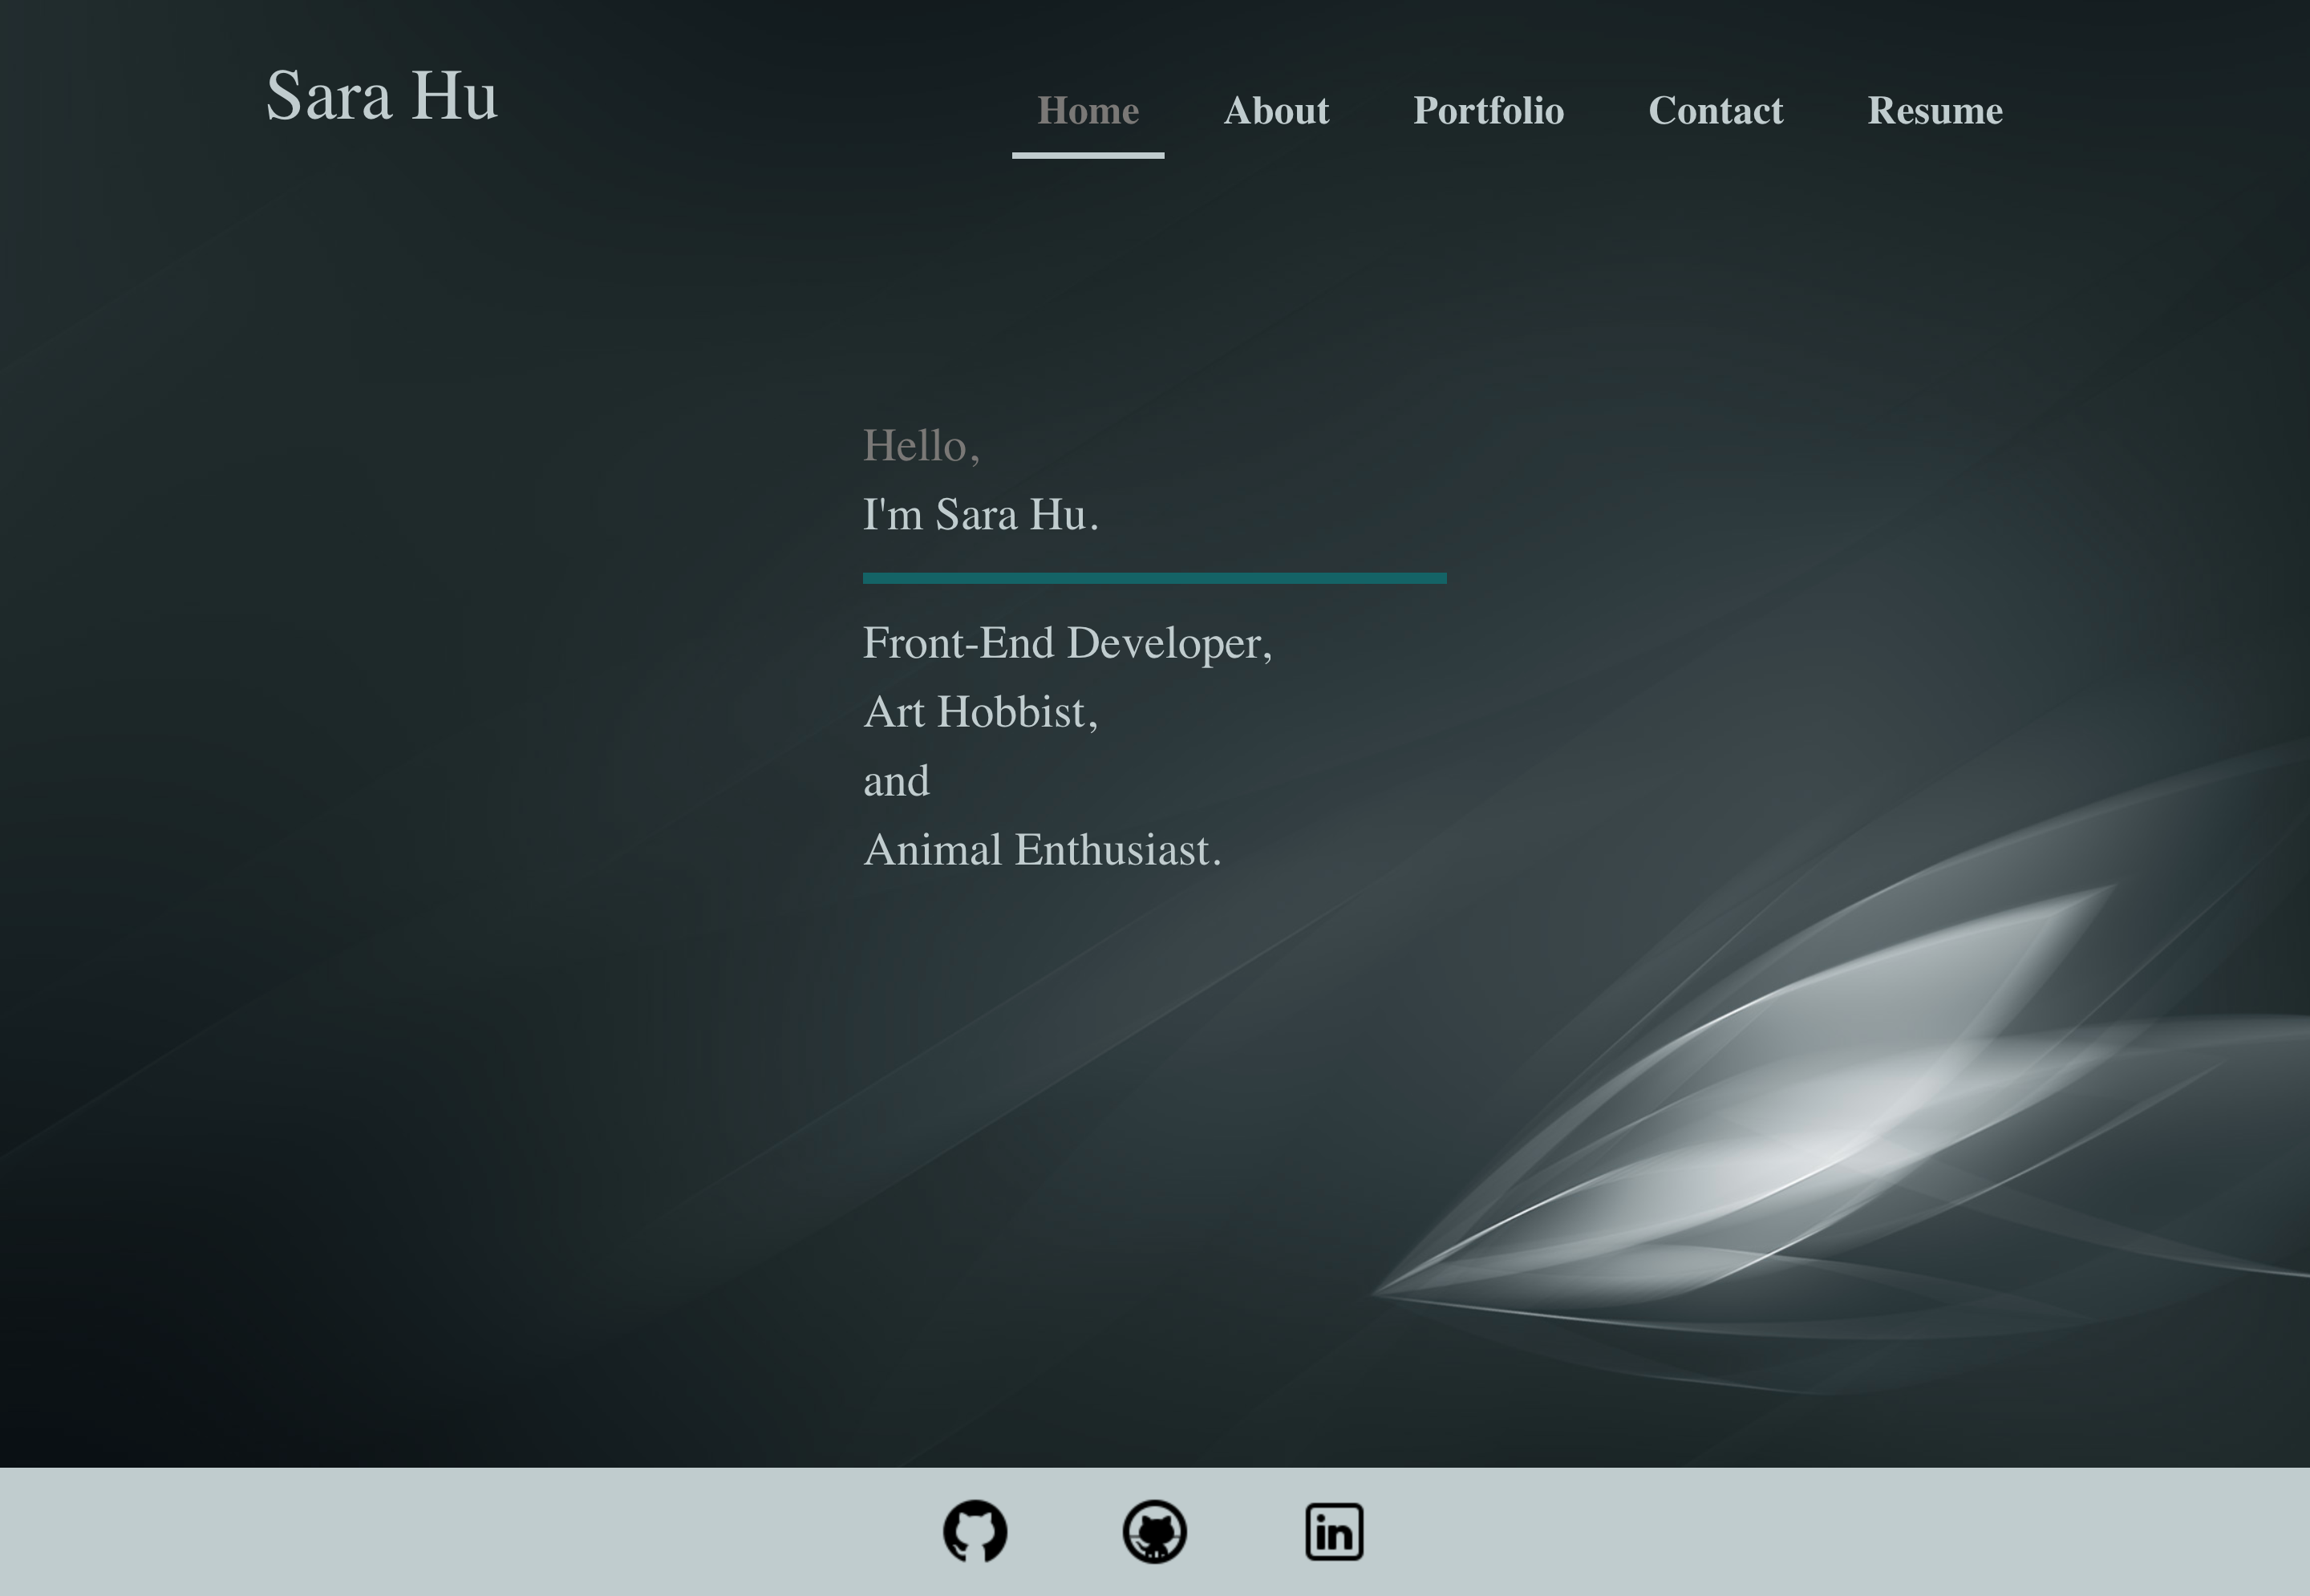 Sara Hu
Home About Portfolio Contact Resume
Hello,
I'm Sara Hu.
Front-End Developer,
Art Hobbist,
and
Animal Enthusiast.
in